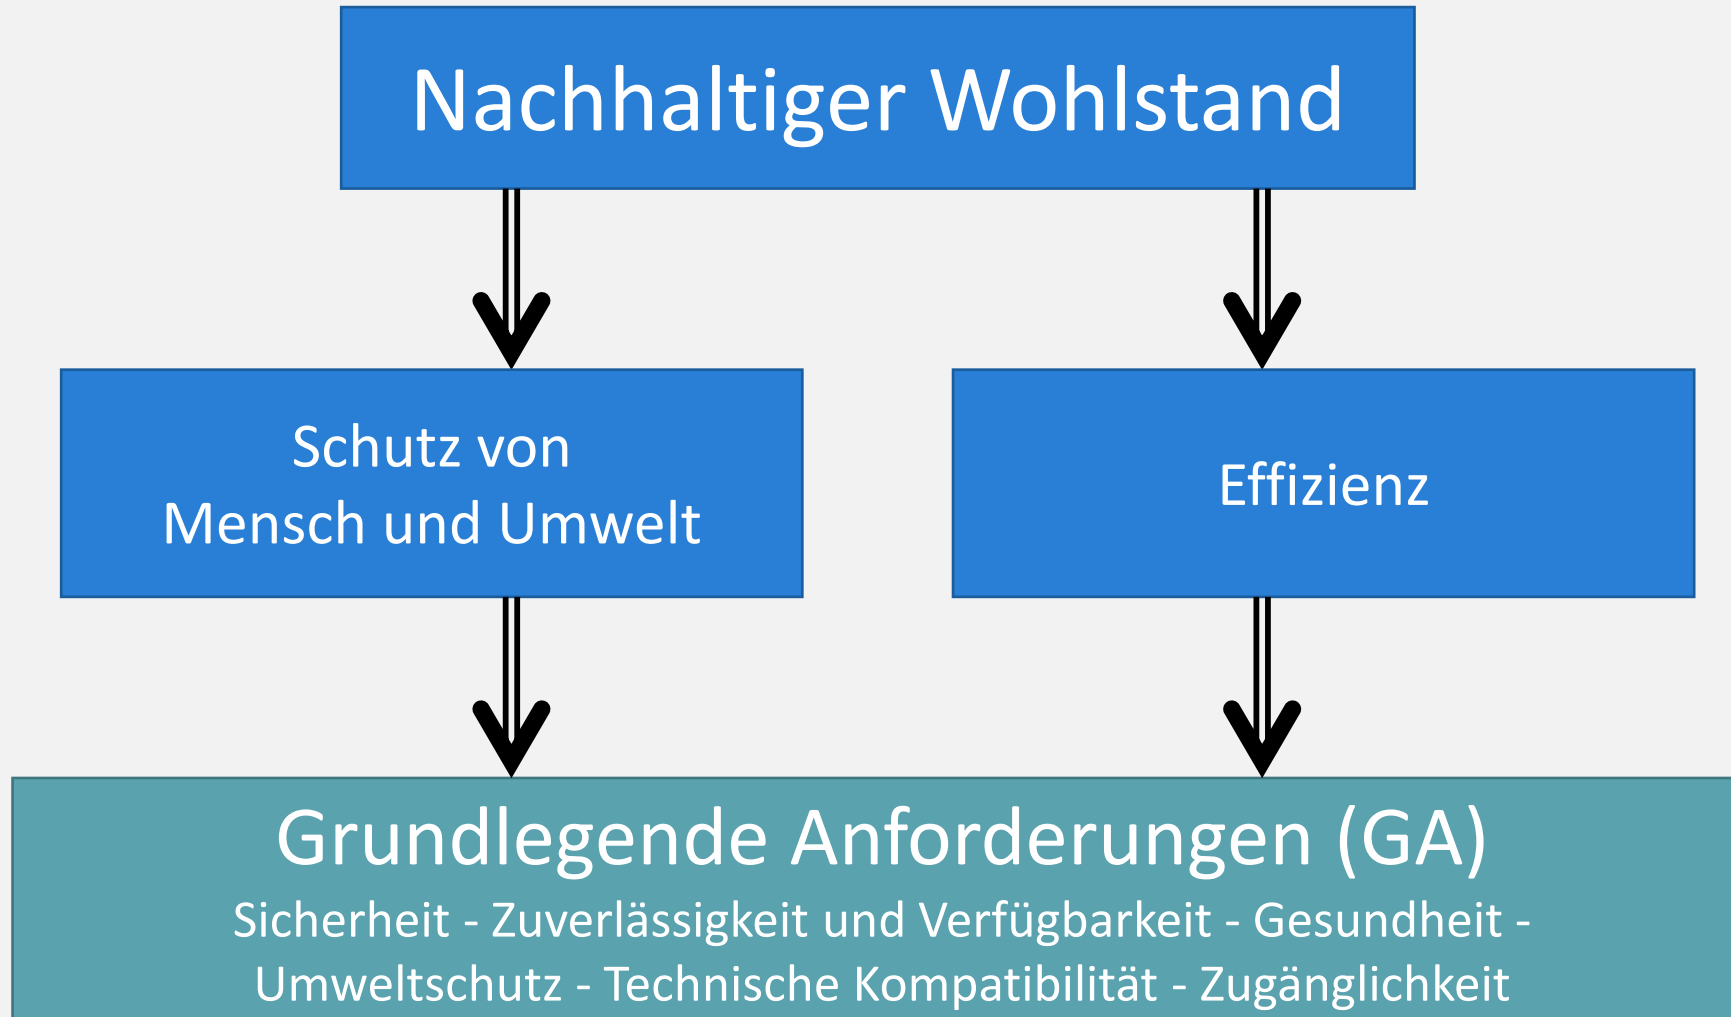 Nachhaltiger Wohlstand
Schutz von
Mensch und Umwelt
Effizienz
Grundlegende Anforderungen (GA)
Sicherheit - Zuverlässigkeit und Verfügbarkeit - Gesundheit -
Umweltschutz - Technische Kompatibilität - Zugänglichkeit